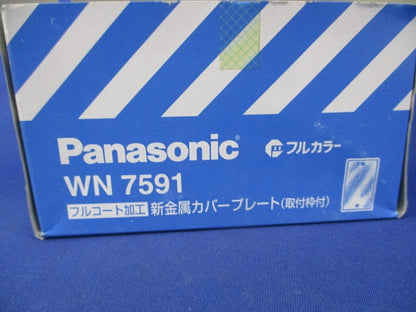 Panasonic フルカラー
WN 7591
フルコート加工 新金属カバープレート(取付枠付)